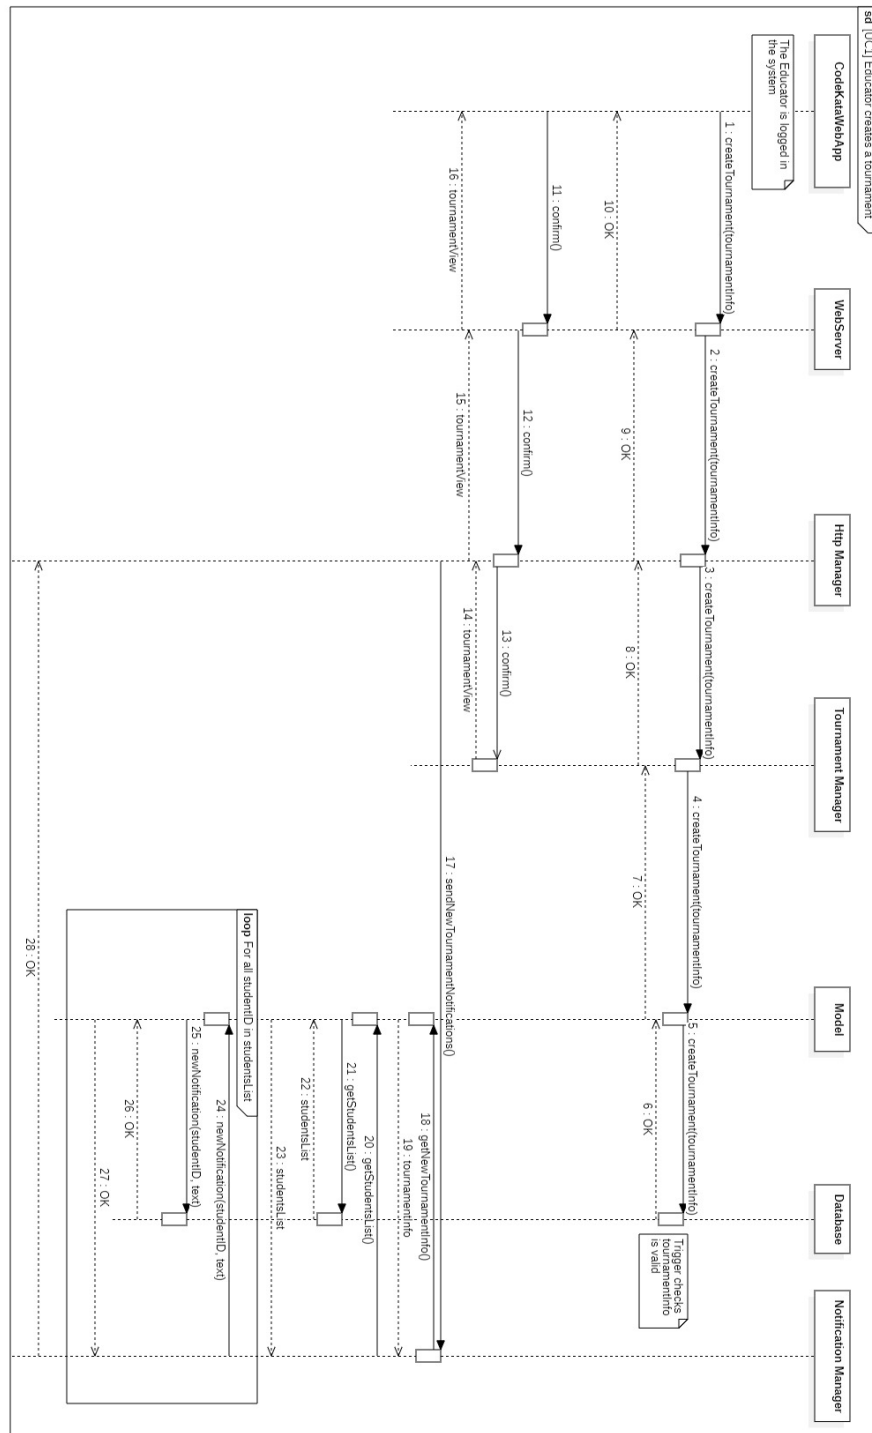 sd [UC1] Educator creates a tournament
CodeKataWebApp
WebServer
Http Manager
Tournament Manager
Model
Database
Notification Manager
The Educator is logged in
the system
1 : createTournament(tournamentInfo)
2 : createTournament(tournamentInfo)
3 : createTournament(tournamentInfo)
4 : createTournament(tournamentInfo)
5 : createTournament(tournamentInfo)
Trigger checks
tournamentInfo
is valid
6 : OK
7 : OK
8 : OK
9 : OK
10 : OK
11 : confirm()
12 : confirm()
13 : confirm()
14 : tournamentView
15 : tournamentView
16 : tournamentView
17 : sendNewTournamentNotifications()
18 : getNewTournamentInfo()
19 : tournamentInfo
20 : getStudentsList()
21 : getStudentsList()
22 : studentsList
23 : studentsList
loop For all studentID in studentsList
24 : newNotification(studentID, text)
25 : newNotification(studentID, text)
26 : OK
27 : OK
28 : OK